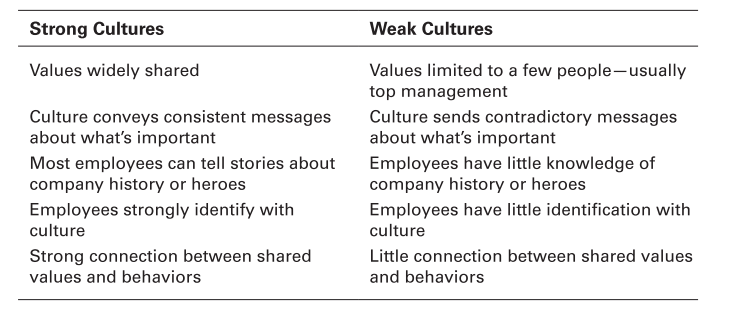 Strong Cultures
Weak Cultures
Values widely shared
Values limited to a few people—usually
top management
Culture conveys consistent messages
about what's important
Culture sends contradictory messages
about what's important
Most employees can tell stories about
company history or heroes
Employees have little knowledge of
company history or heroes
Employees strongly identify with
culture
Employees have little identification with
culture
Strong connection between shared
values and behaviors
Little connection between shared values
and behaviors